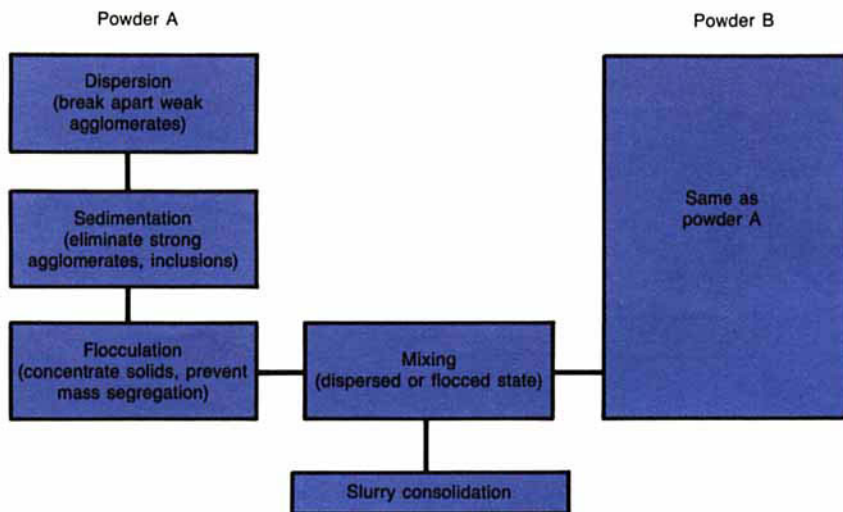 Powder A
Powder B
Dispersion
(break apart weak
agglomerates)
Sedimentation
(eliminate strong
agglomerates, inclusions)
Flocculation
(concentrate solids, prevent
mass segregation)
Mixing
(dispersed or flocced state)
Same as
powder A
Slurry consolidation